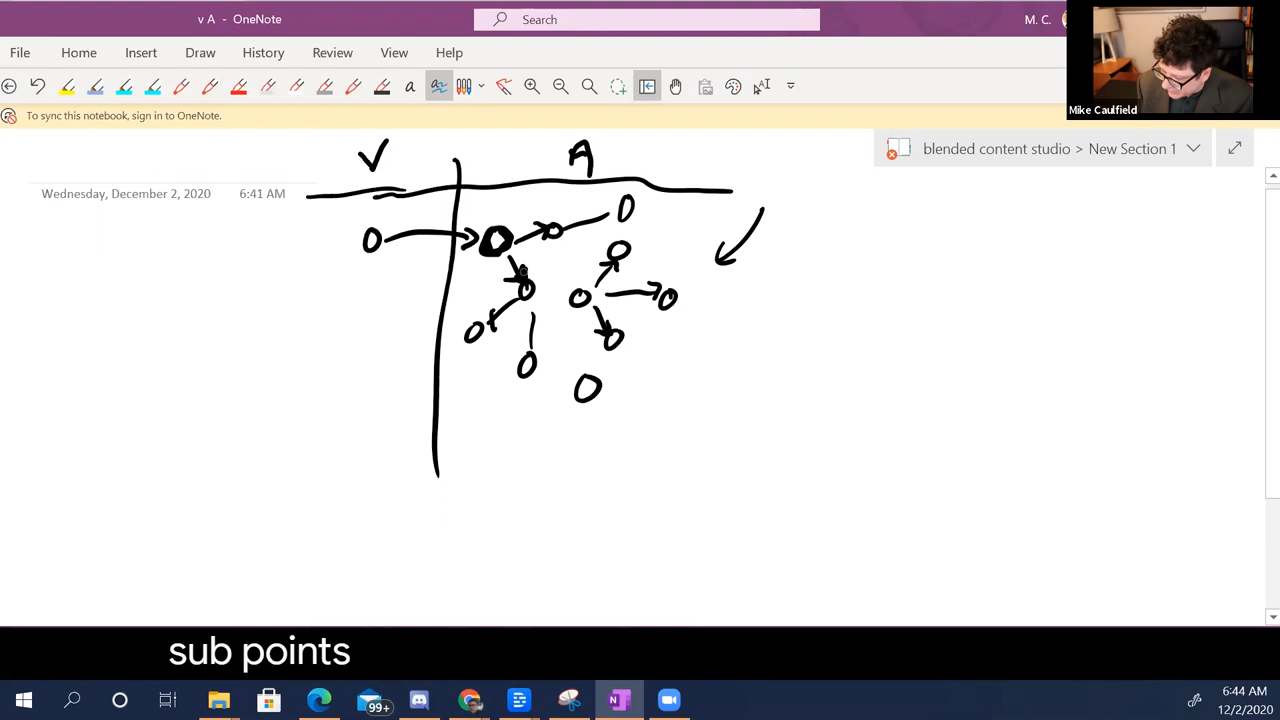 v A - OneNote
Search
M. C.
File Home Insert Draw History Review View Help
a
To sync this notebook, sign in to OneNote.
Mike Caulfield
V A
blended content studio > New Section 1
Wednesday, December 2, 2020 6:41 AM
sub points
99+
N
6:44 AM
12/2/2020